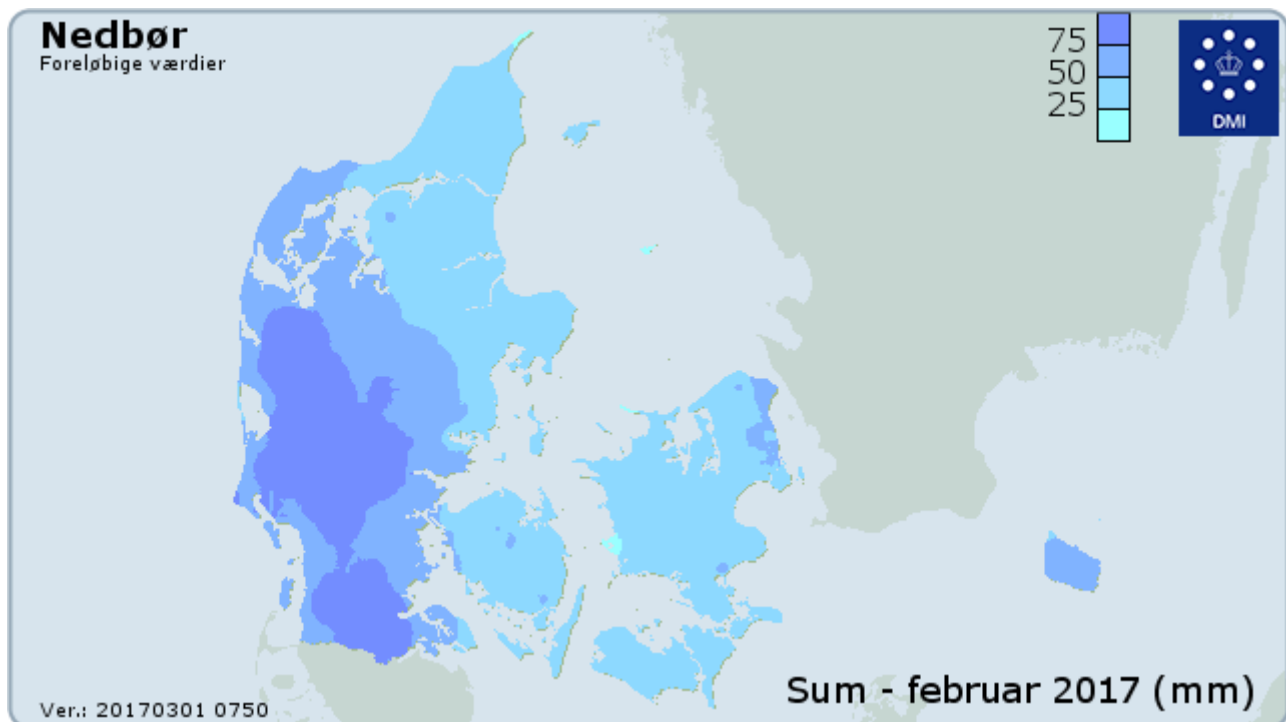 Nedbør
Foreløbige værdier
75
50
25
DMI
Sum - februar 2017 (mm)
Ver.: 20170301 0750